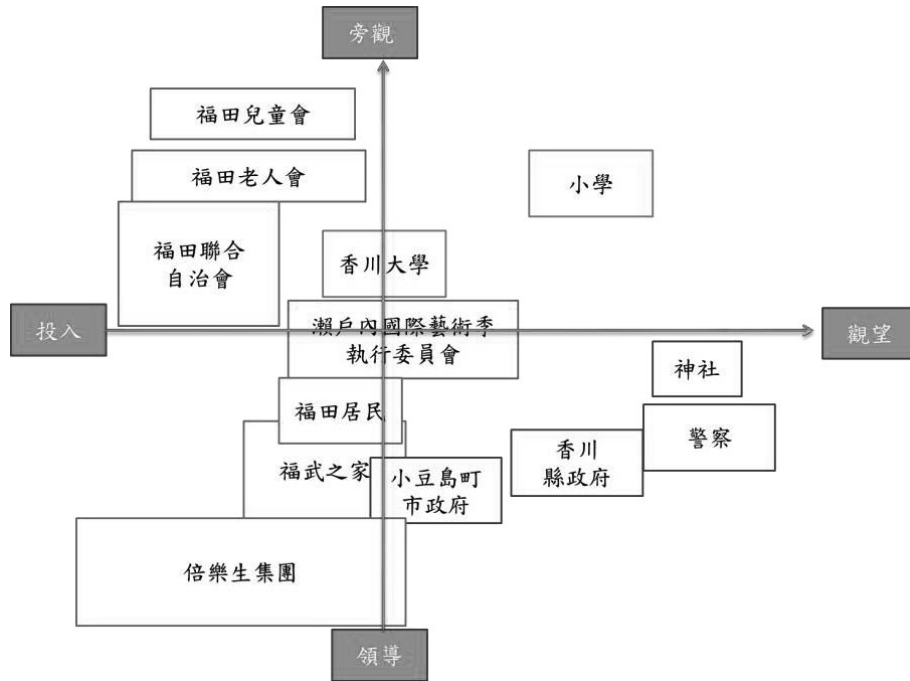 旁觀
福田兒童會
福田老人會
小學
福田聯合
自治會
香川大學
投入
瀨戶內國際藝術季
執行委員會
觀望
神社
福田居民
警察
香川
縣政府
福武之家
小豆島町
市政府
倍樂生集團
領導